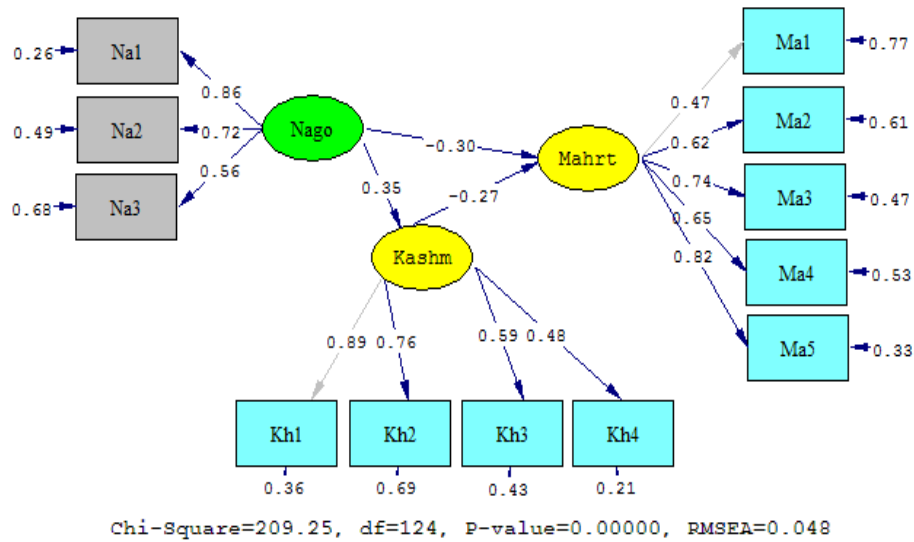 0.26
Na1
0.86
0.49
Na2
0.72
0.68
Na3
0.56
Nago
-0.30
0.35
-0.27
Mahrt
Kashm
0.47
Ma1
0.77
0.62
Ma2
0.61
0.74
Ma3
0.47
0.65
Ma4
0.53
0.82
Ma5
0.33
0.89
0.76
0.59
0.48
Kh1
Kh2
Kh3
Kh4
0.36
0.69
0.43
0.21
Chi-Square=209.25, df=124, P-value=0.00000, RMSEA=0.048